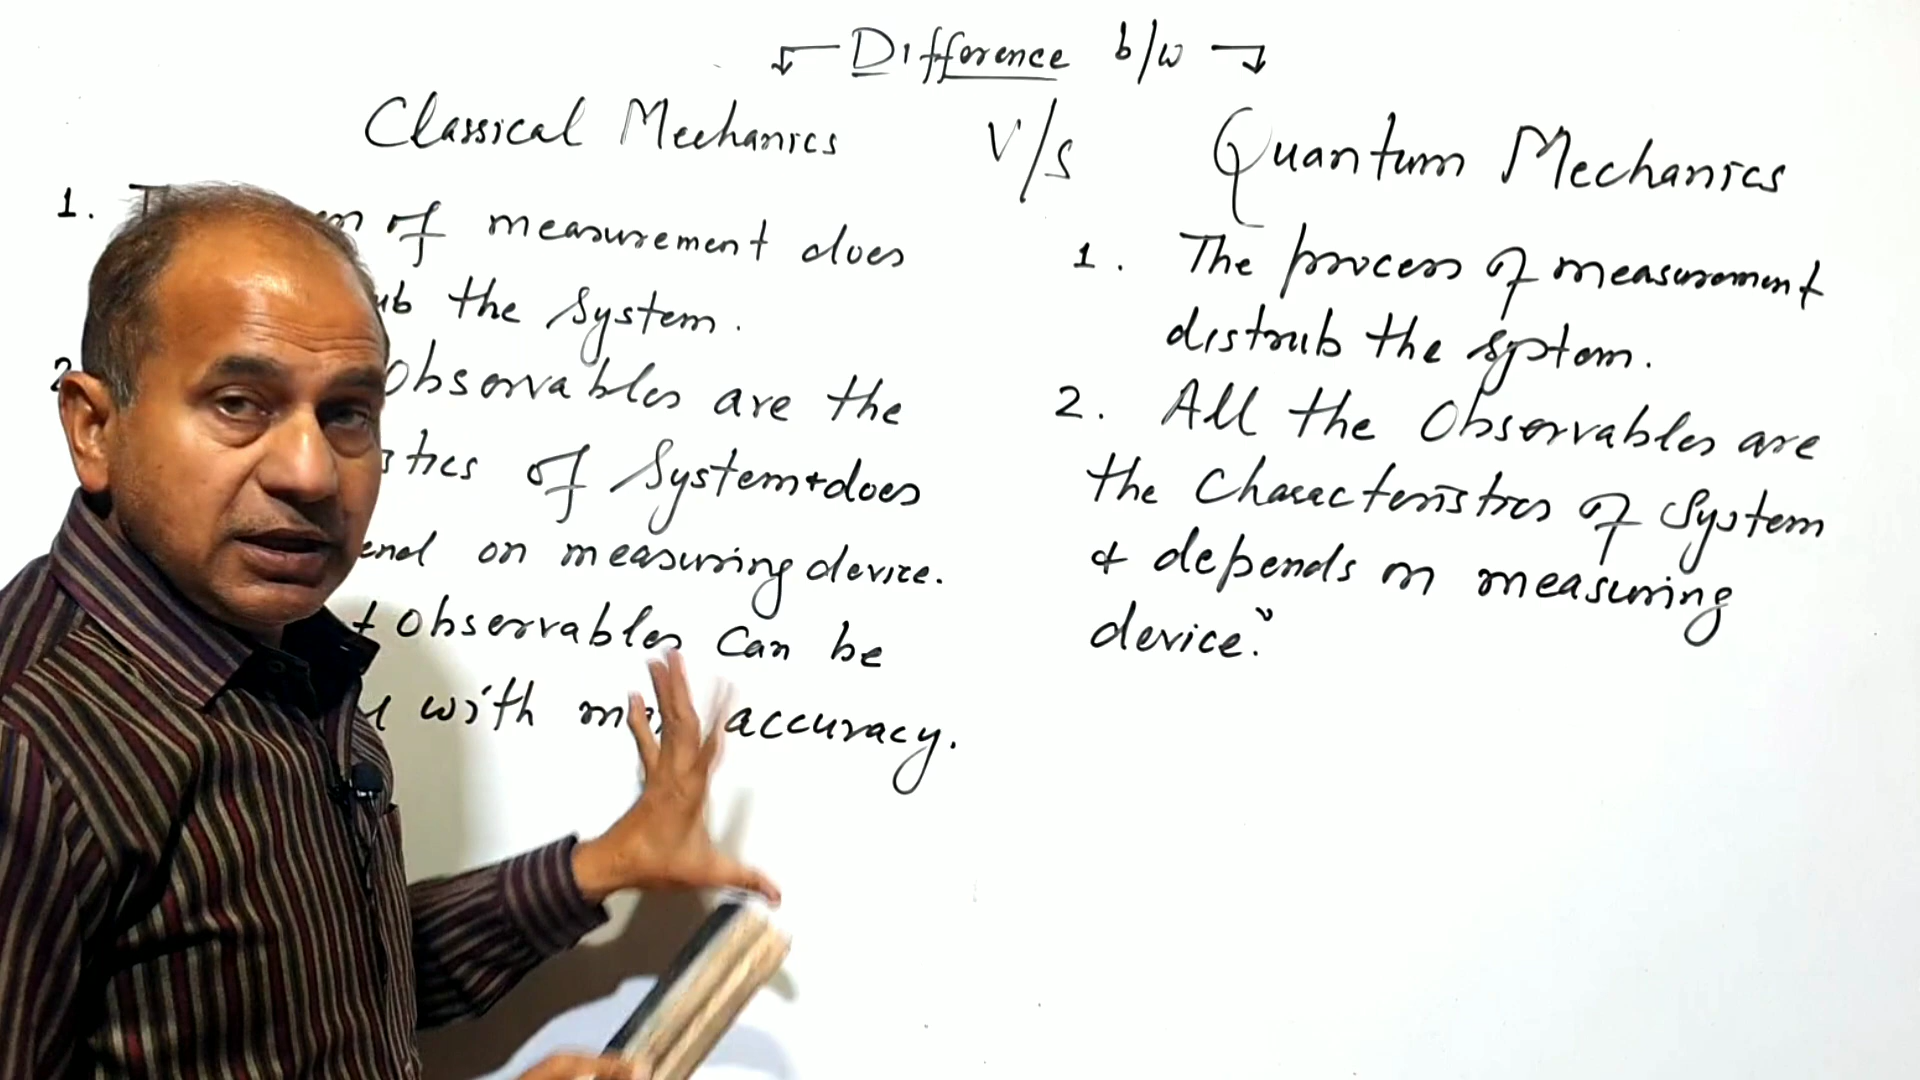 Difference b/w
Classical Mechanics V/s Quantum Mechanics
1. of measurement does
the System.
2. Observables are the
of System + does
on measuring device.
Observables Can be
with accuracy.
1. The process of measurement
distrub the system.
2. All the Observables are
the Characteristics of System
& depends on measuring
device."